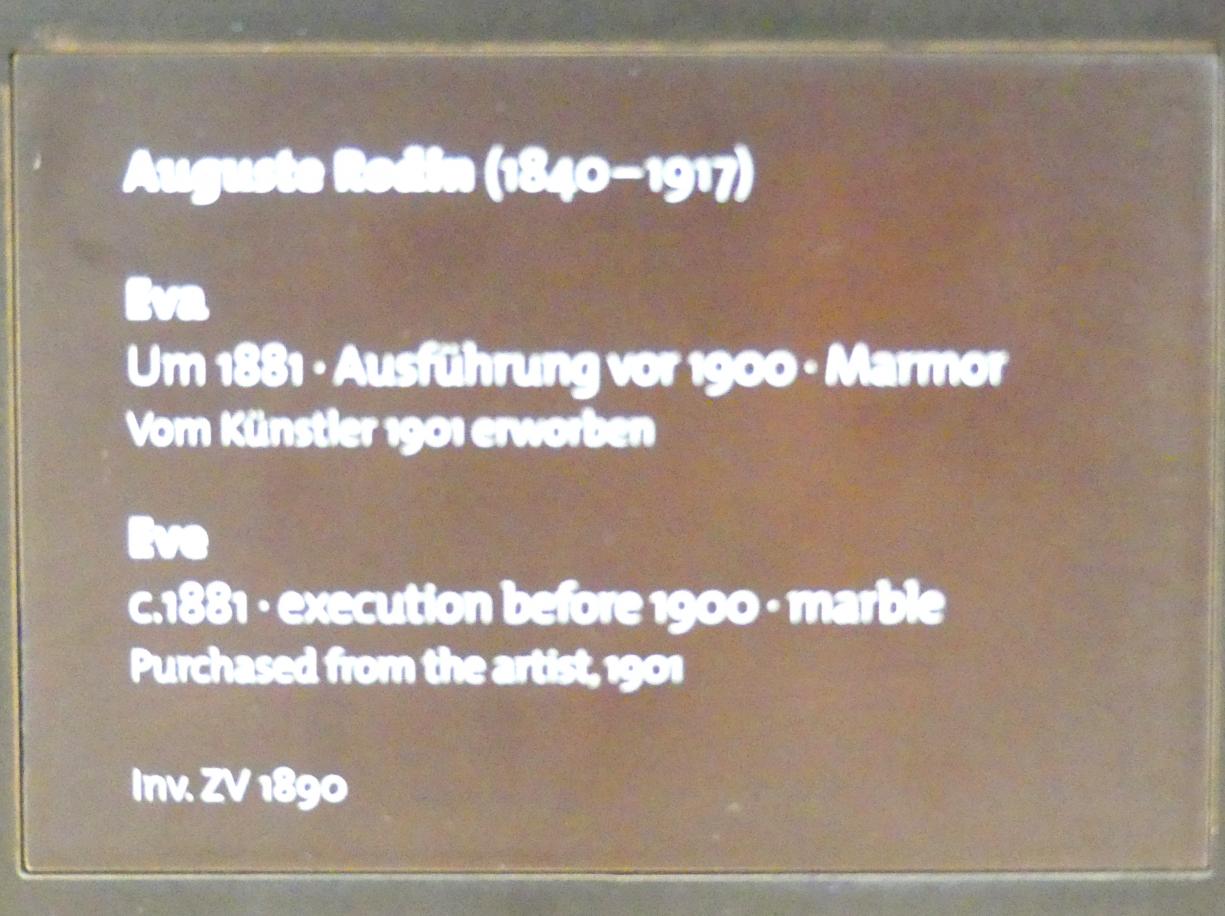 Auguste Rodin (1840–1917)
Eva
Um 1881 · Ausführung vor 1900 · Marmor
Vom Künstler 1901 erworben
Eve
c.1881 · execution before 1900 · marble
Purchased from the artist, 1901
Inv. ZV 1890